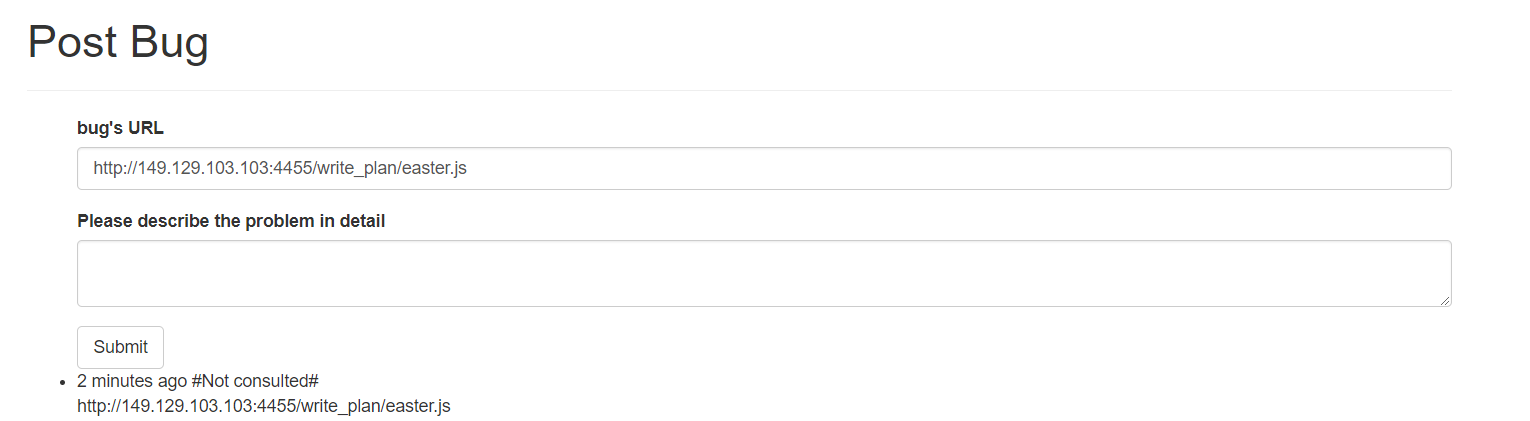 Post Bug
bug's URL
http://149.129.103.103:4455/write_plan/easter.js
Please describe the problem in detail
Submit
2 minutes ago #Not consulted#
http://149.129.103.103:4455/write_plan/easter.js